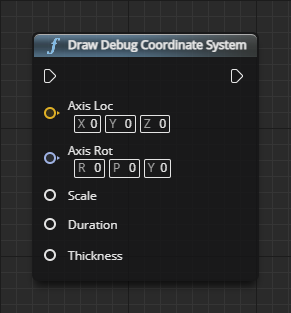 f Draw Debug Coordinate System
Axis Loc
X 0 Y 0 Z 0
Axis Rot
R 0 P 0 Y 0
Scale
Duration
Thickness